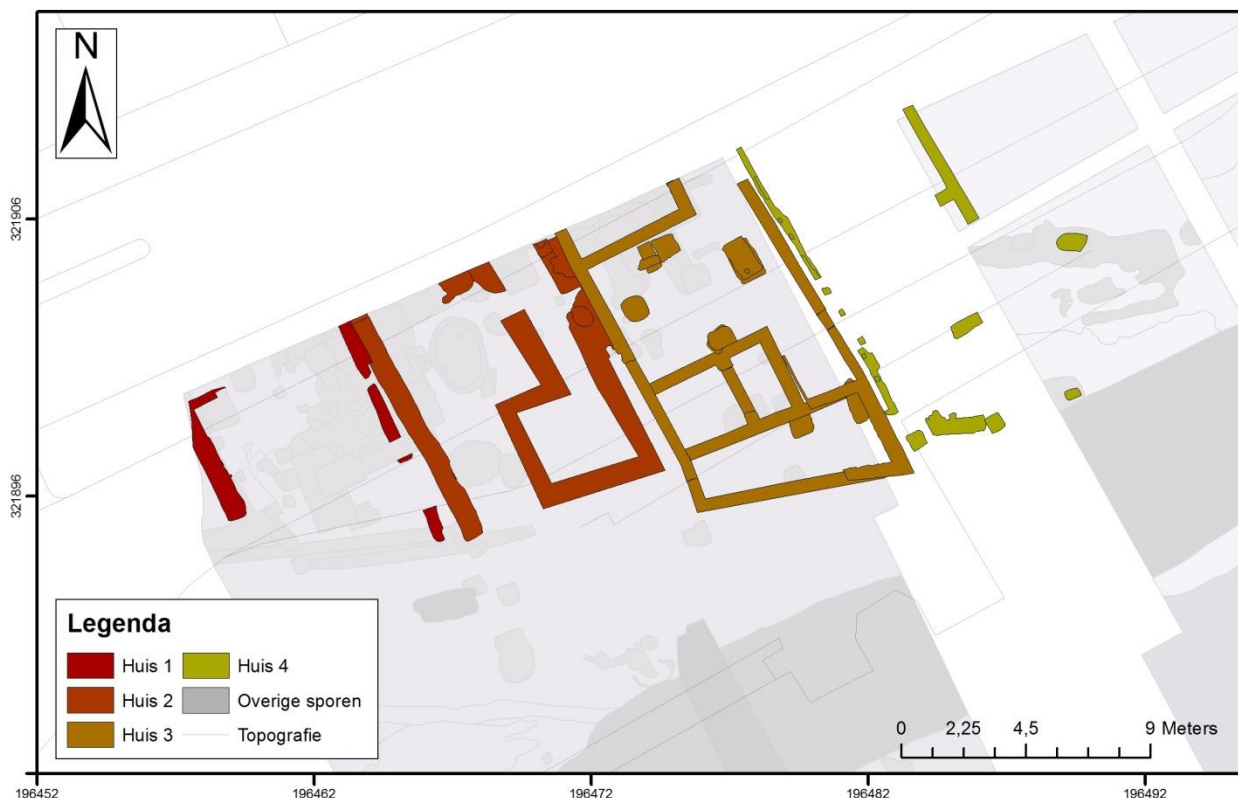 N
321906
321896
Legenda
Huis 1
Huis 4
Huis 2
Overige sporen
Huis 3
Topografie
0 2,25 4,5 9 Meters
196452 196462 196472 196482 196492